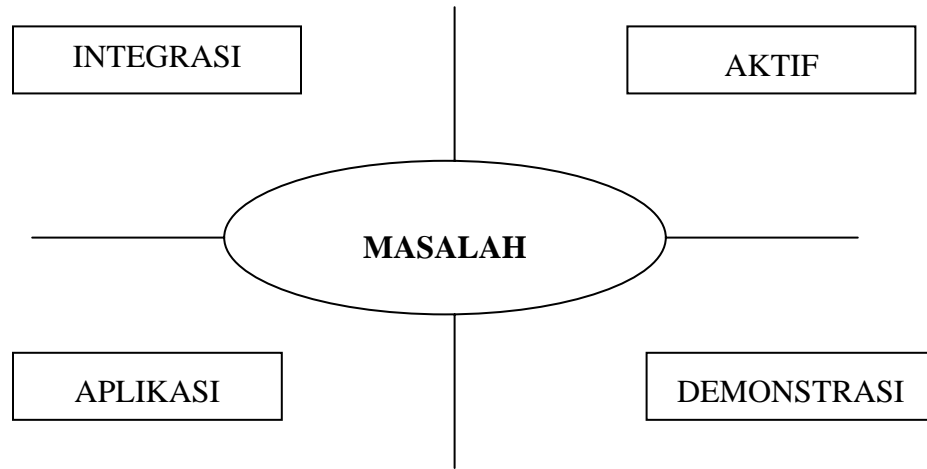 INTEGRASI
AKTIF
MASALAH
APLIKASI
DEMONSTRASI